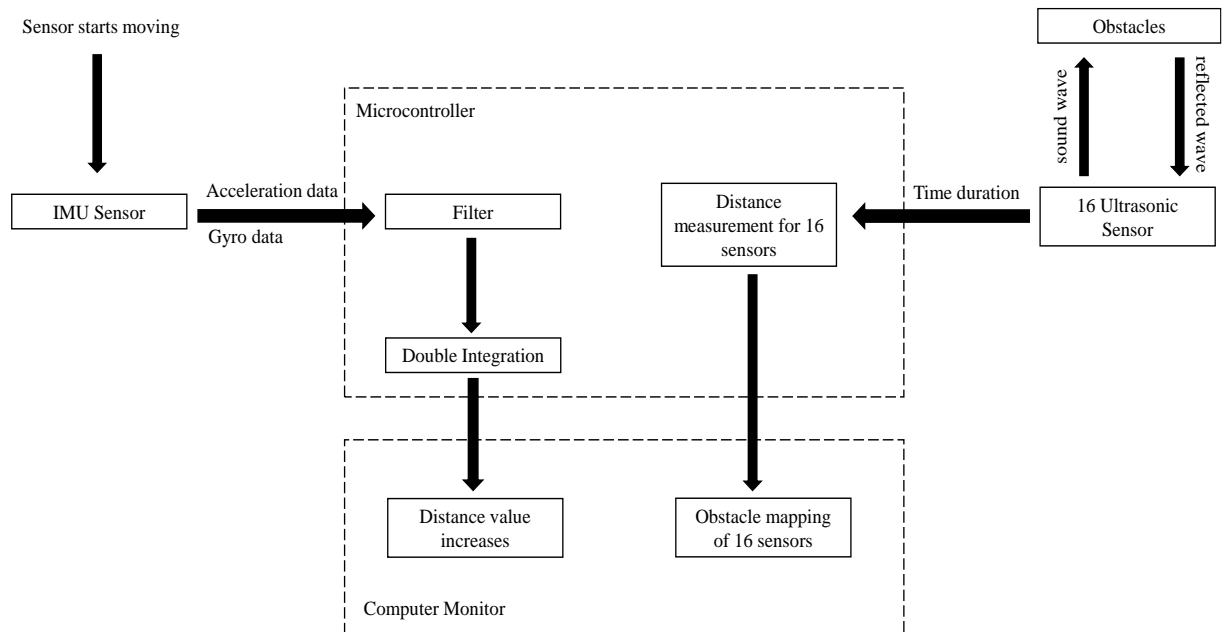 Sensor starts moving
Obstacles
sound wave
reflected wave
Microcontroller
IMU Sensor
Acceleration data
Gyro data
Filter
Distance
measurement for 16
sensors
Time duration
16 Ultrasonic
Sensor
Double Integration
Distance value
increases
Obstacle mapping
of 16 sensors
Computer Monitor